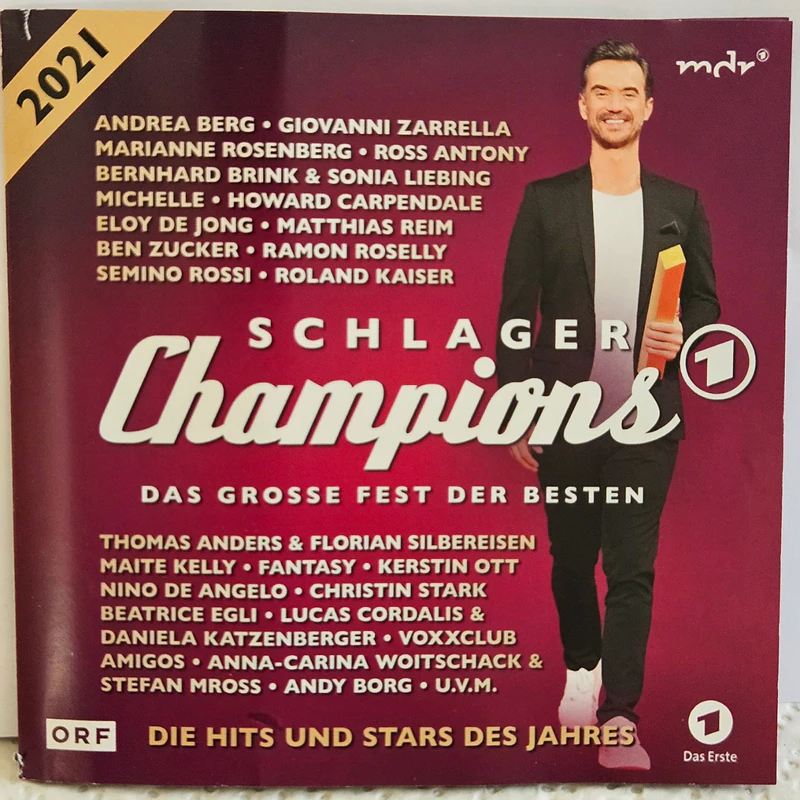 2021
mdr
ANDREA BERG • GIOVANNI ZARRELLA
MARIANNE ROSENBERG • ROSS ANTONY
BERNHARD BRINK & SONIA LIEBING
MICHELLE • HOWARD CARPENDALE
ELOY DE JONG • MATTHIAS REIM
BEN ZUCKER • RAMON ROSELLY
SEMINO ROSSI • ROLAND KAISER
SCHLAGER
Champions
1
DAS GROSSE FEST DER BESTEN
THOMAS ANDERS & FLORIAN SILBEREISEN
MAITE KELLY • FANTASY • KERSTIN OTT
NINO DE ANGELO • CHRISTIN STARK
BEATRICE EGLI • LUCAS CORDALIS &
DANIELA KATZENBERGER • VOXXCLUB
AMIGOS • ANNA-CARINA WOITSCHACK &
STEFAN MROSS • ANDY BORG • U.V.M.
ORF
DIE HITS UND STARS DES JAHRES
1
Das Erste